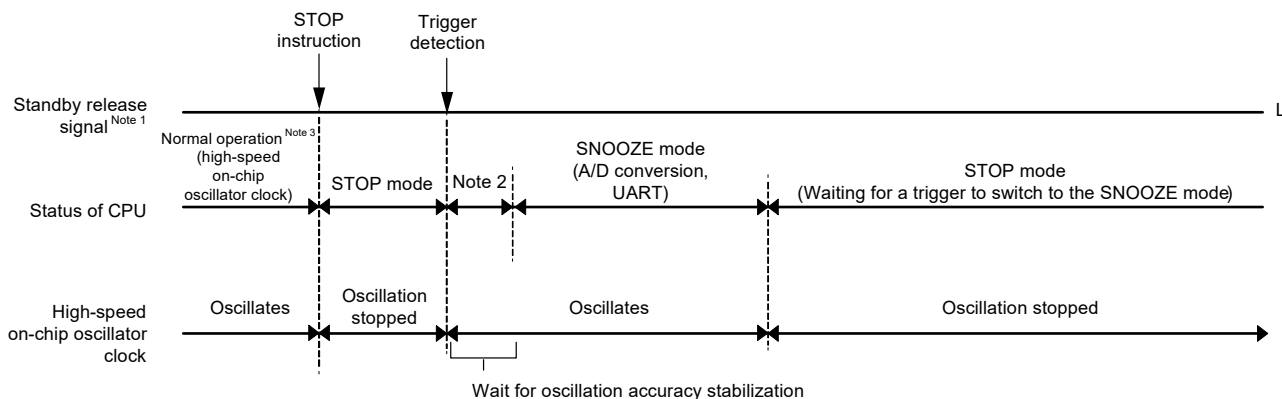 STOP
instruction
Trigger
detection
Standby release
signal Note 1
L
Normal operation Note 3
(high-speed
on-chip
oscillator clock)
STOP mode
Note 2
SNOOZE mode
(A/D conversion,
UART)
STOP mode
(Waiting for a trigger to switch to the SNOOZE mode)
Status of CPU
High-speed
on-chip oscillator
clock
Oscillates
Oscillation
stopped
Oscillates
Oscillation stopped
Wait for oscillation accuracy stabilization